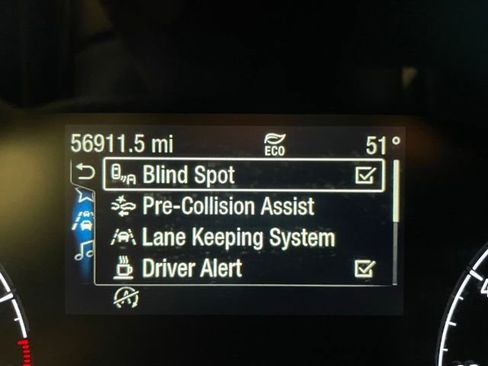 56911.5 mi ECO 51°
Blind Spot
Pre-Collision Assist
Lane Keeping System
Driver Alert